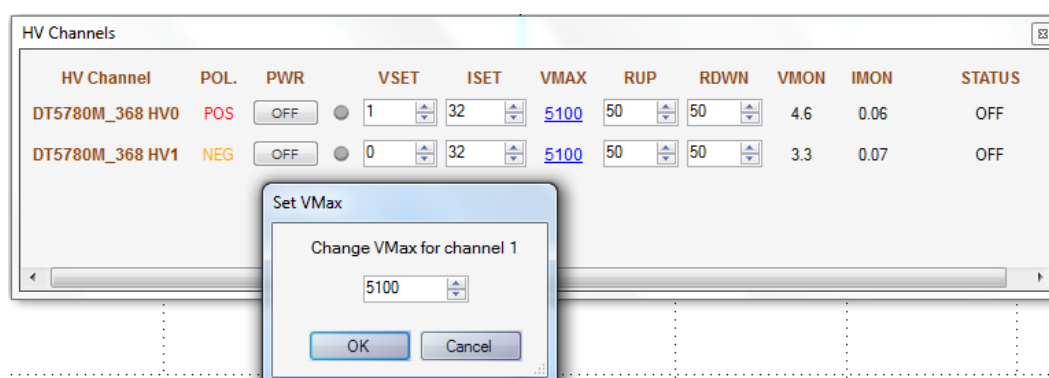 HV Channels
HV Channel POL. PWR VSET ISET VMAX RUP RDWN VMON IMON STATUS
DT5780M_368 HV0 POS OFF 1 32 5100 50 50 4.6 0.06 OFF
DT5780M_368 HV1 NEG OFF 0 32 5100 50 50 3.3 0.07 OFF
Set VMax
Change VMax for channel 1
5100
OK Cancel